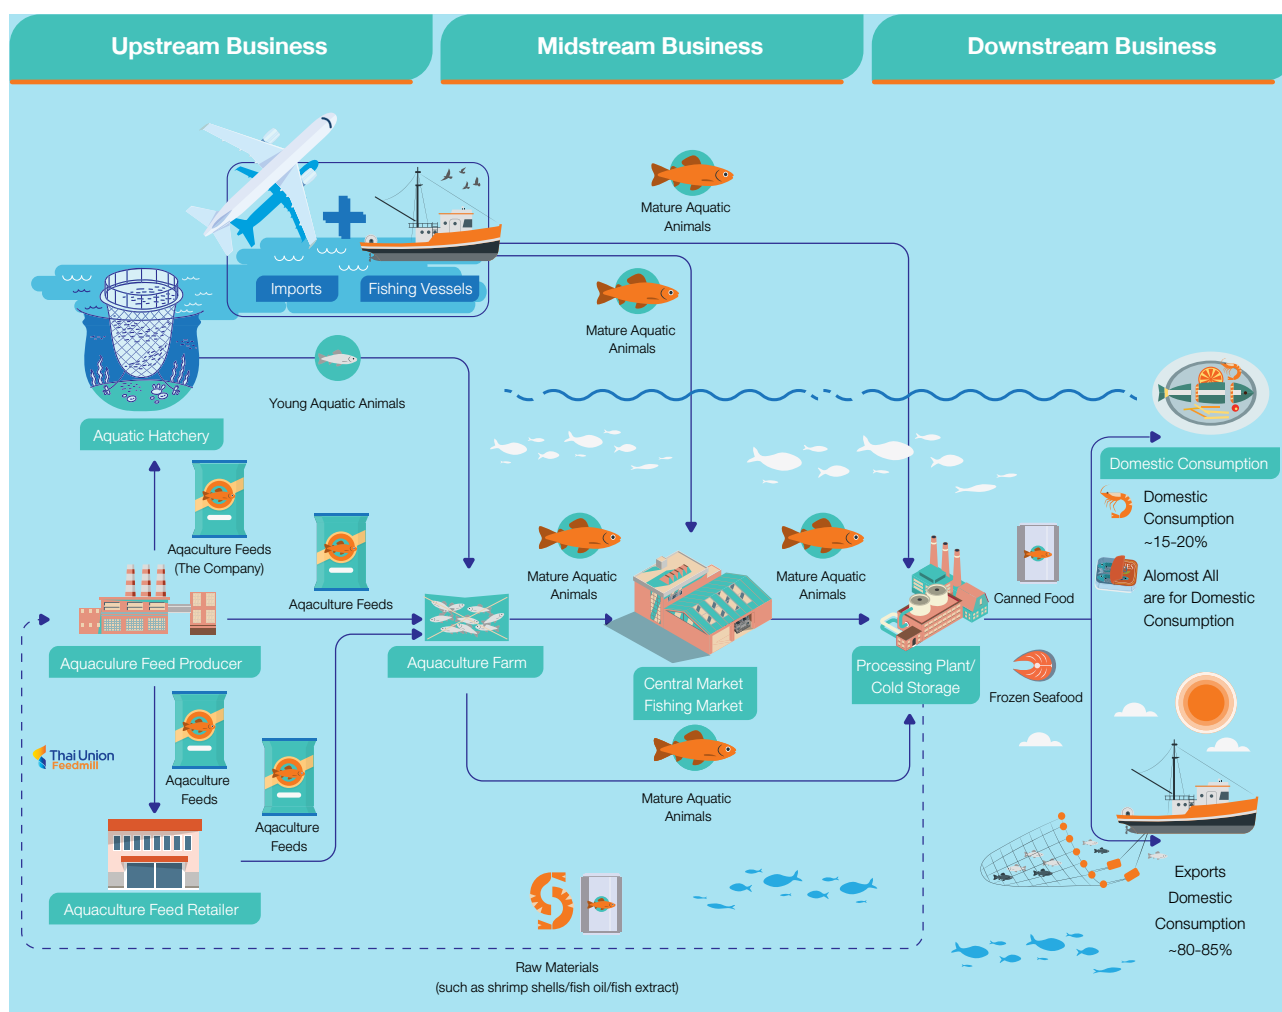 Upstream Business
Midstream Business
Downstream Business
Mature Aquatic
Animals
Imports
Fishing Vessels
Mature Aquatic
Animals
Young Aquatic Animals
Aquatic Hatchery
Domestic Consumption
Domestic
Consumption
~15-20%
Aqaculture Feeds
(The Company)
Aqaculture Feeds
Mature Aquatic
Animals
Mature Aquatic
Animals
Canned Food
Alomost All
are for Domestic
Consumption
Aquaculure Feed Producer
Aquaculture Farm
Central Market
Fishing Market
Processing Plant/
Cold Storage
Frozen Seafood
Thai Union
Feedmill
Aqaculture
Feeds
Aqaculture
Feeds
Mature Aquatic
Animals
Aquaculture Feed Retailer
Exports
Domestic
Consumption
~80-85%
Raw Materials
(such as shrimp shells/fish oil/fish extract)